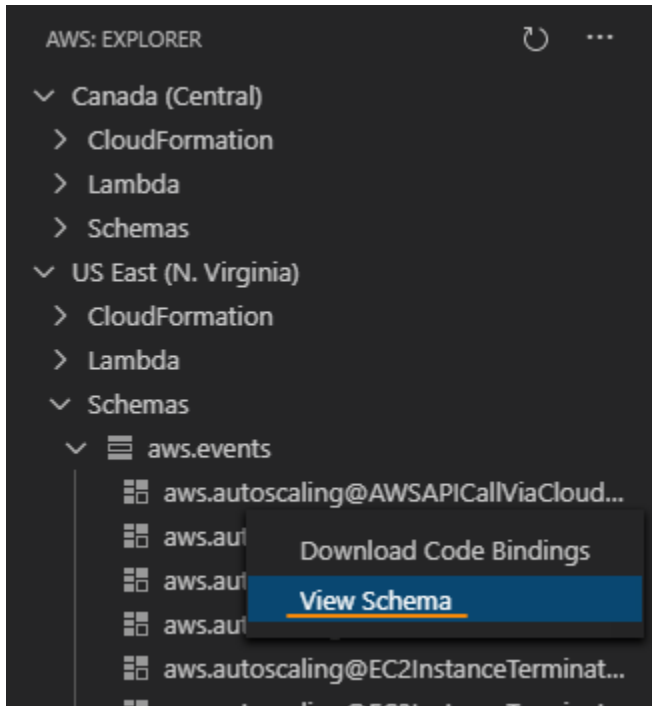 AWS: EXPLORER
Canada (Central)
CloudFormation
Lambda
Schemas
US East (N. Virginia)
CloudFormation
Lambda
Schemas
aws.events
aws.autoscaling@AWSAPICallViaCloud...
aws.aut
Download Code Bindings
aws.aut
View Schema
aws.aut
aws.autoscaling@EC2InstanceTerminat...